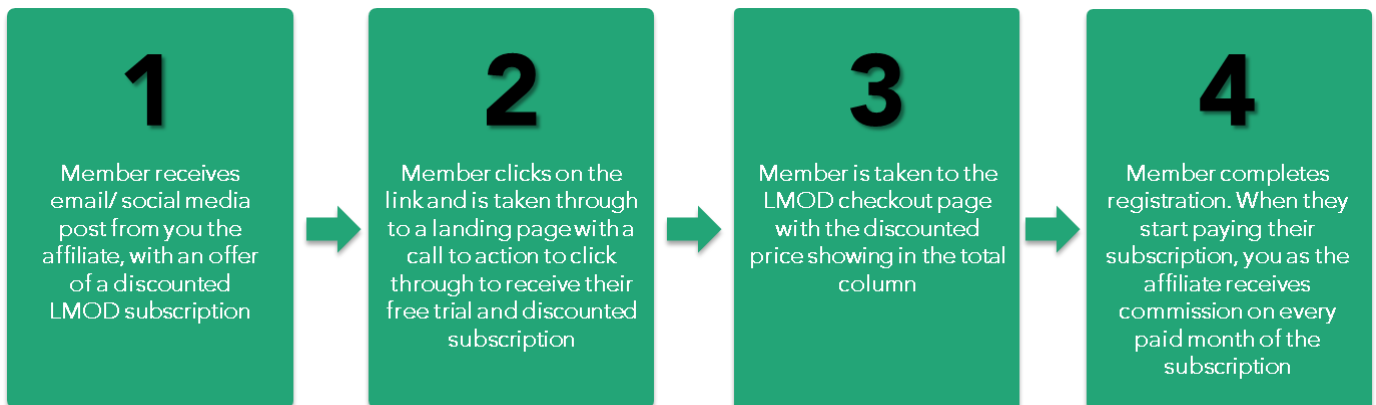 1
Member receives
email/ social media
post from you the
affiliate, with an offer
of a discounted
LMOD subscription
2
Member clicks on the
link and is taken through
to a landing page with a
call to action to click
through to receive their
free trial and discounted
subscription
3
Member is taken to the
LMOD checkout page
with the discounted
price showing in the total
column
4
Member completes
registration. When they
start paying their
subscription, you as the
affiliate receives
commission on every
paid month of the
subscription